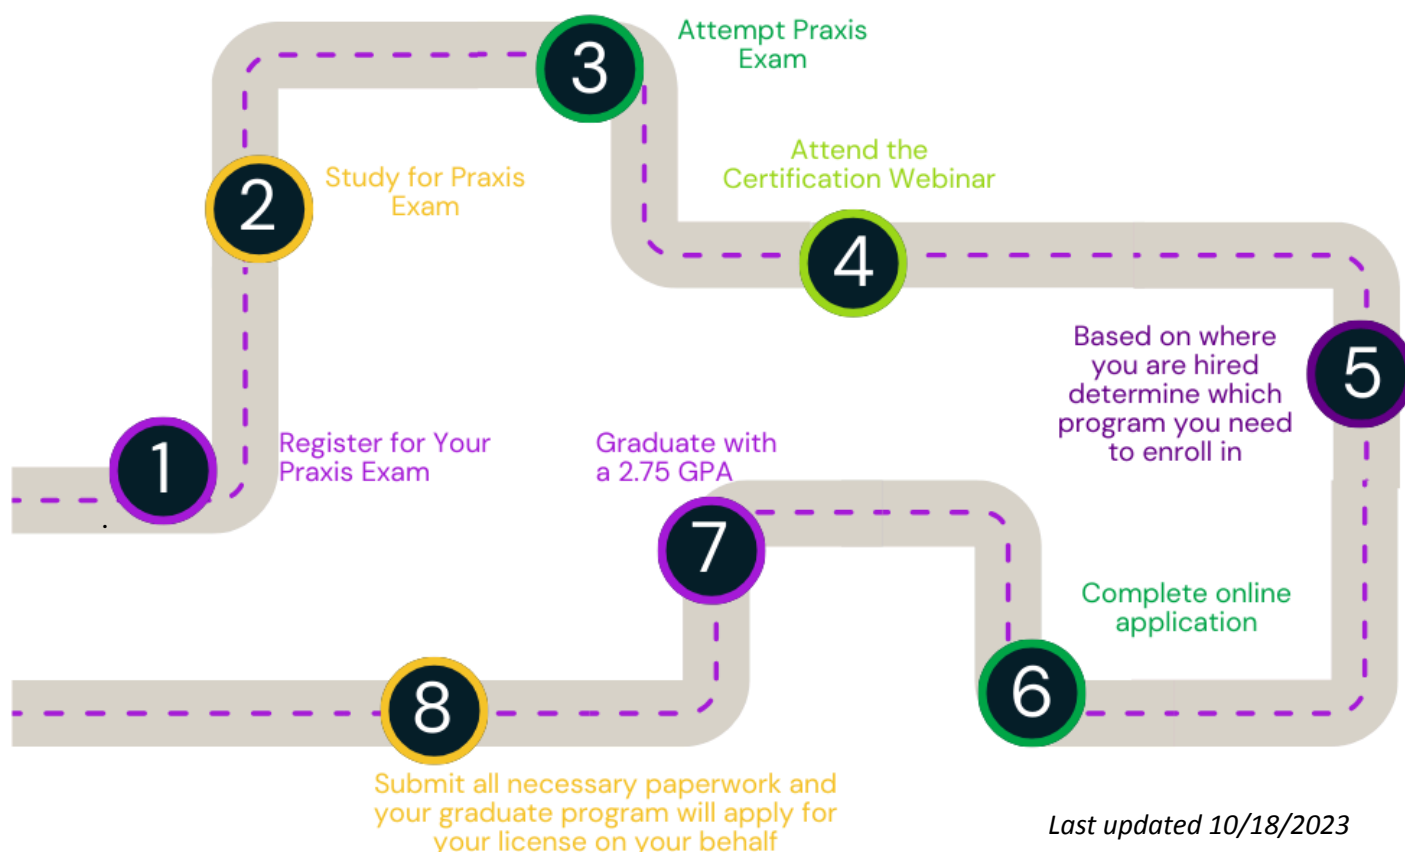 1
Register for Your
Praxis Exam
2
Study for Praxis
Exam
3
Attempt Praxis
Exam
4
Attend the
Certification Webinar
5
Based on where
you are hired
determine which
program you need
to enroll in
6
Complete online
application
7
Graduate with
a 2.75 GPA
8
Submit all necessary paperwork and
your graduate program will apply for
your license on your behalf
Last updated 10/18/2023